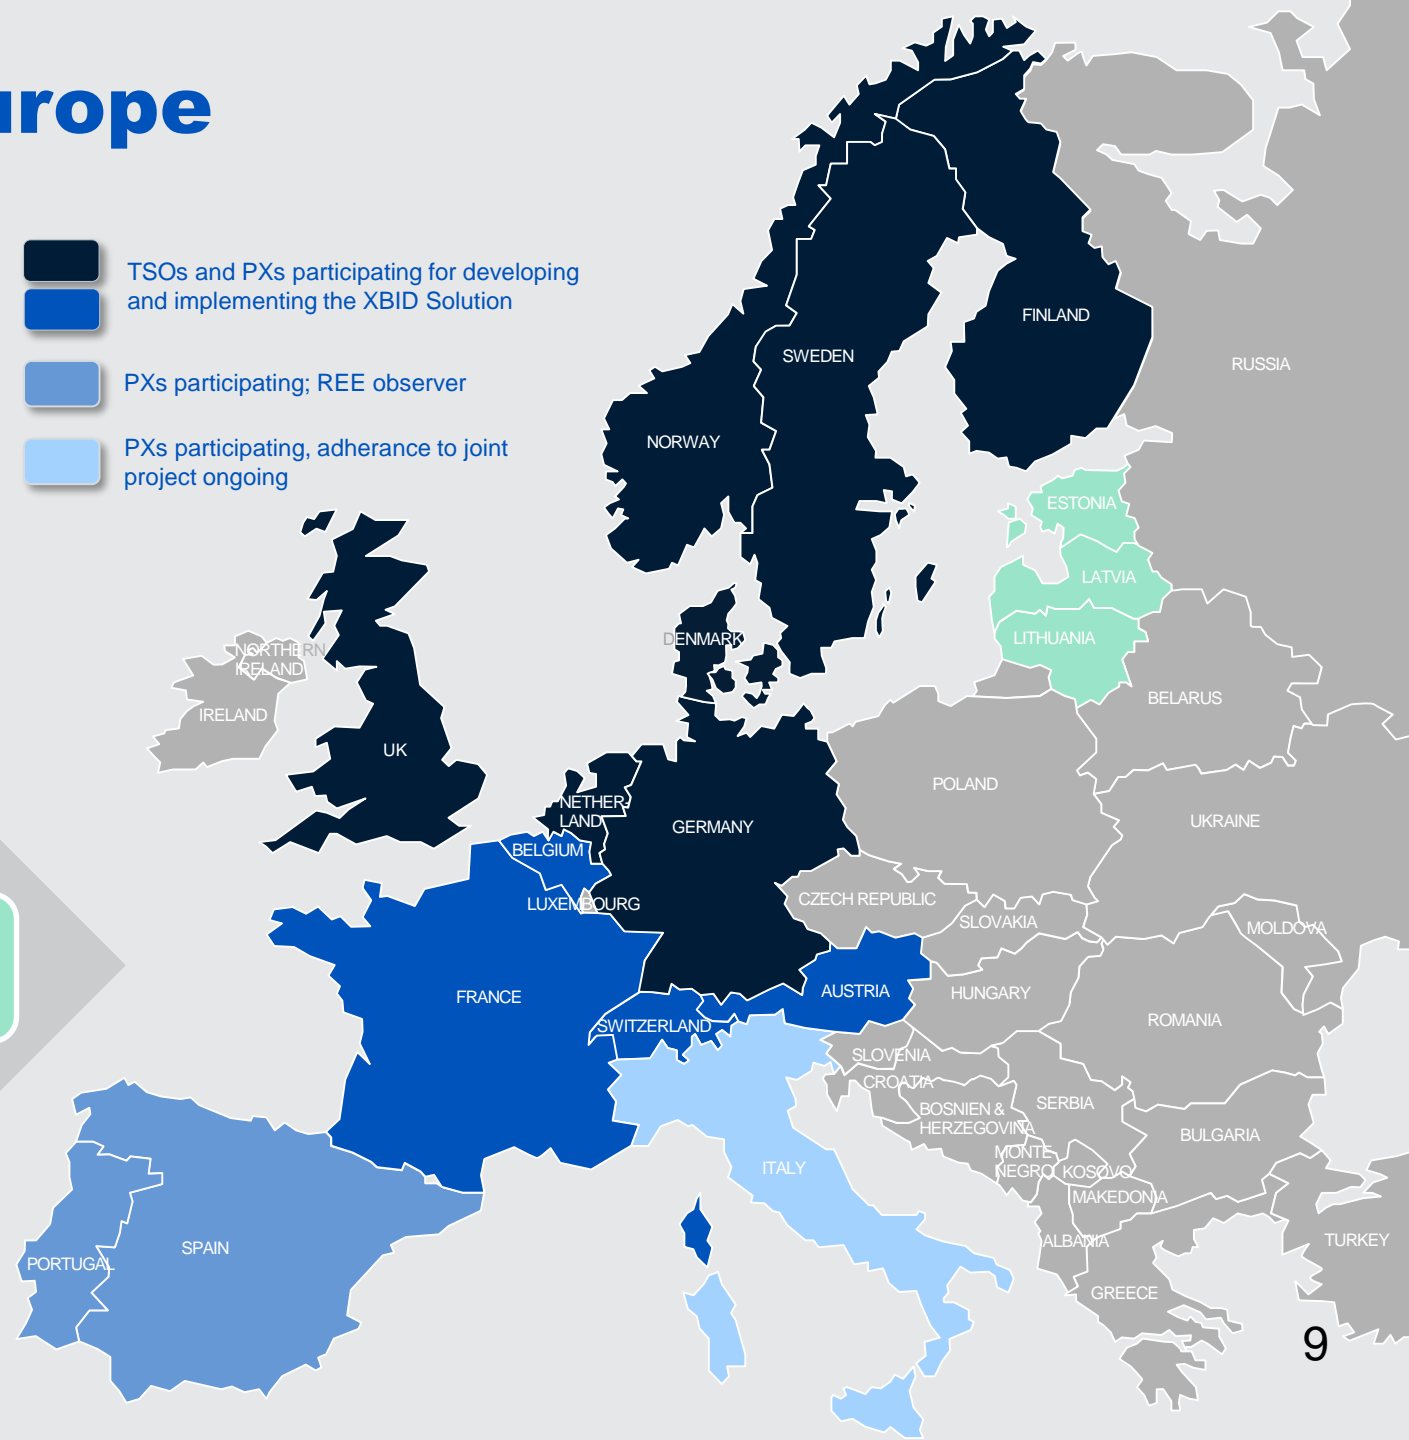 urope
TSOs and PXs participating for developing
and implementing the XBID Solution
PXs participating; REE observer
PXs participating, adherance to joint
project ongoing
FINLAND
SWEDEN
RUSSIA
NORWAY
ESTONIA
LATVIA
LITHUANIA
DENMARK
NORTHERN
IRELAND
IRELAND
BELARUS
UK
POLAND
NETHER-
LAND
GERMANY
UKRAINE
BELGIUM
CZECH REPUBLIC
LUXEMBOURG
SLOVAKIA
MOLDOVA
FRANCE
AUSTRIA
HUNGARY
SWITZERLAND
ROMANIA
SLOVENIA
CROATIA
SERBIA
BOSNIEN &
HERZEGOVINA
BULGARIA
MONTE
NEGRO
KOSOVO
ITALY
MAKEDONIA
SPAIN
PORTUGAL
ALBANIA
TURKEY
GREECE
9